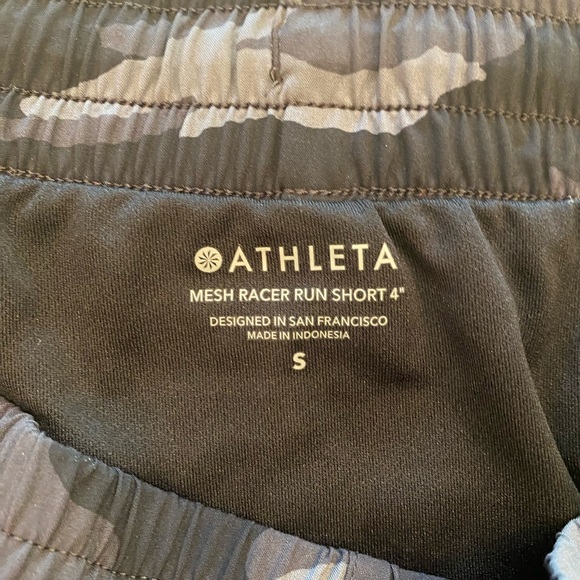 ATHLETA
MESH RACER RUN SHORT 4"
DESIGNED IN SAN FRANCISCO
MADE IN INDONESIA
S